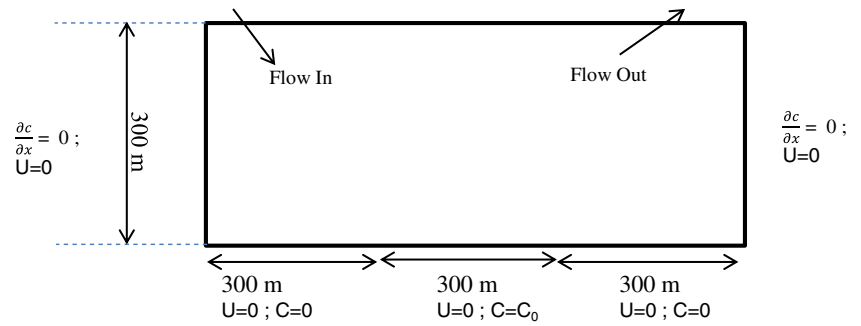 Flow In
Flow Out
300 m
∂c/∂x = 0 ;
U=0
∂c/∂x = 0 ;
U=0
300 m
U=0 ; C=0
300 m
U=0 ; C=C₀
300 m
U=0 ; C=0